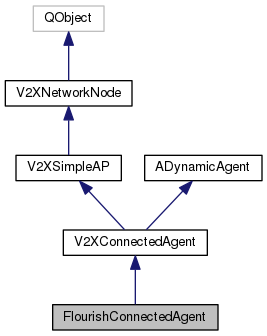 QObject
V2XNetworkNode
V2XSimpleAP
ADynamicAgent
V2XConnectedAgent
FlourishConnectedAgent